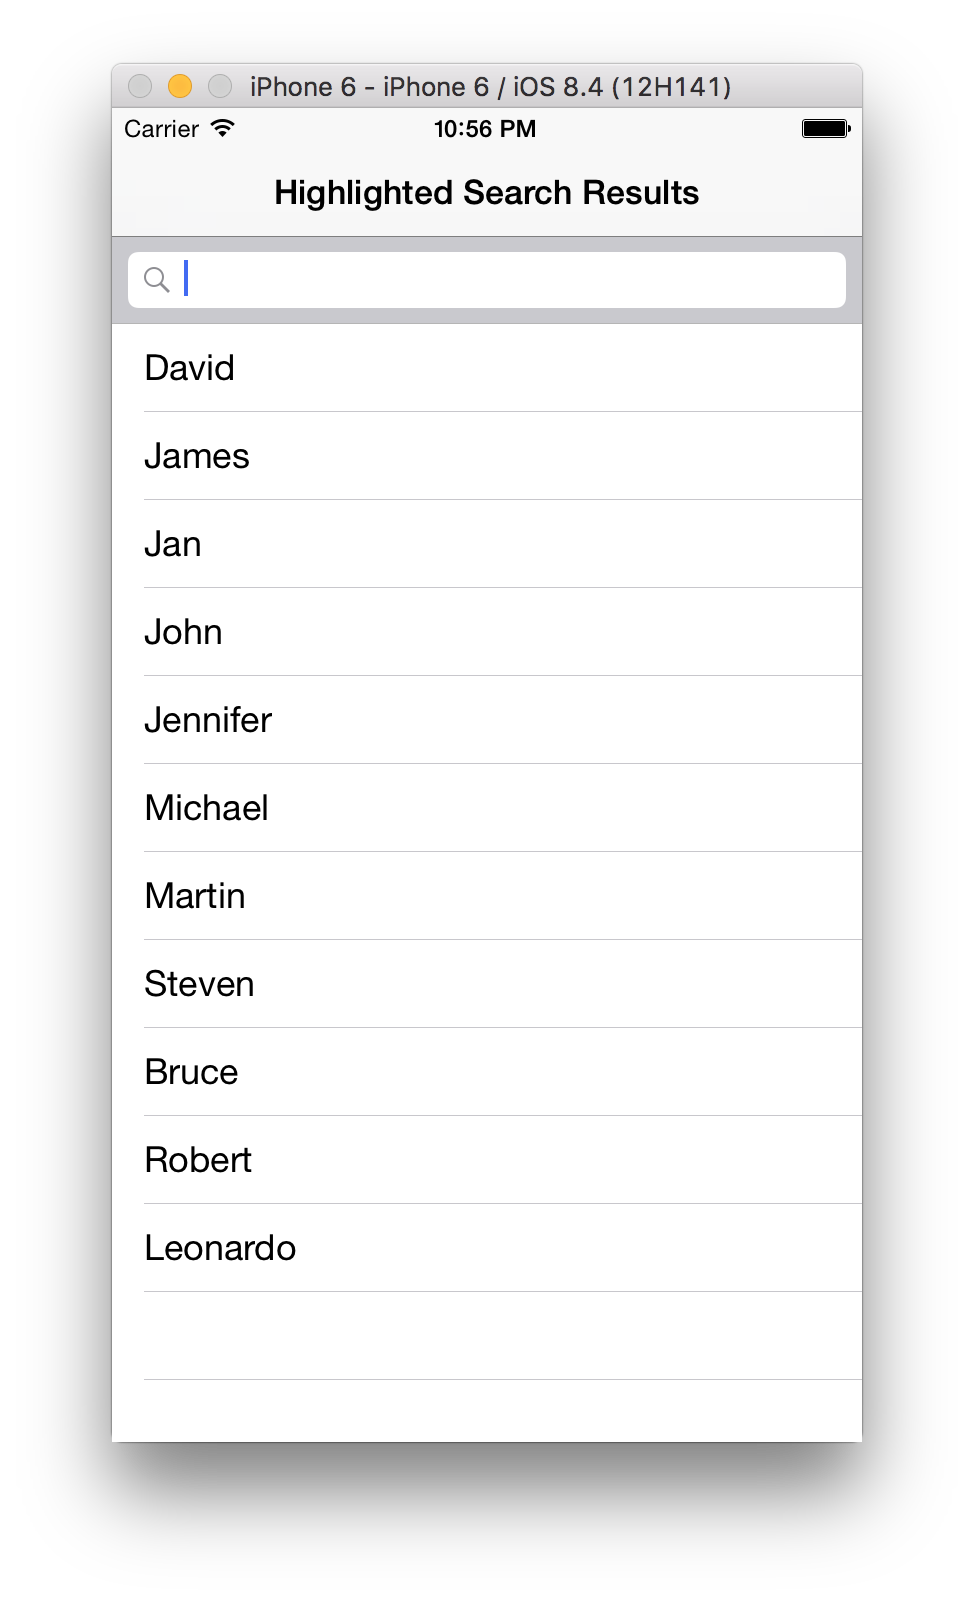 iPhone 6 - iPhone 6 / iOS 8.4 (12H141)
Carrier 10:56 PM
Highlighted Search Results
David
James
Jan
John
Jennifer
Michael
Martin
Steven
Bruce
Robert
Leonardo